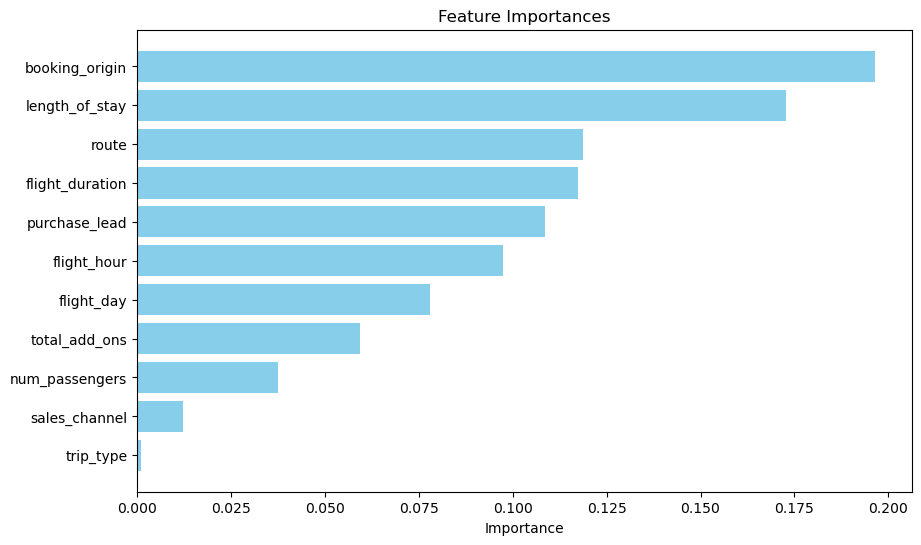 Feature Importances
booking_origin
length_of_stay
route
flight_duration
purchase_lead
flight_hour
flight_day
total_add_ons
num_passengers
sales_channel
trip_type
0.000 0.025 0.050 0.075 0.100 0.125 0.150 0.175 0.200
Importance